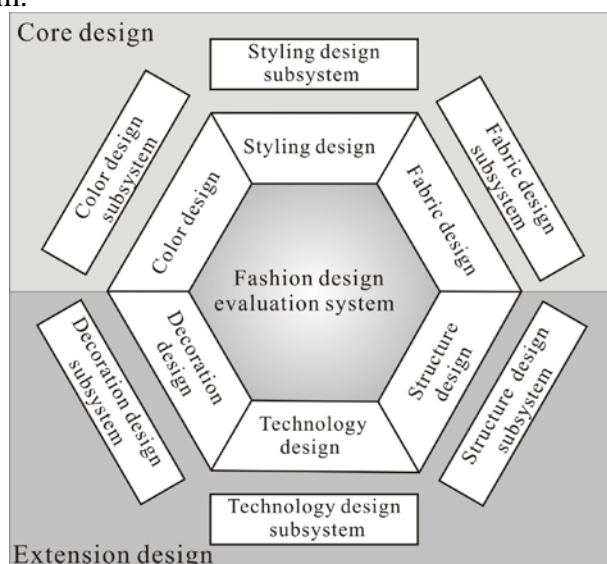 m.
Core design
Styling design
subsystem
Color design
subsystem
Fabric design
subsystem
Styling design
Color design
Fabric design
Fashion design
evaluation system
Decoration
design
Structure
design
Technology
design
Decoration design
subsystem
Structure design
subsystem
Technology design
subsystem
Extension design